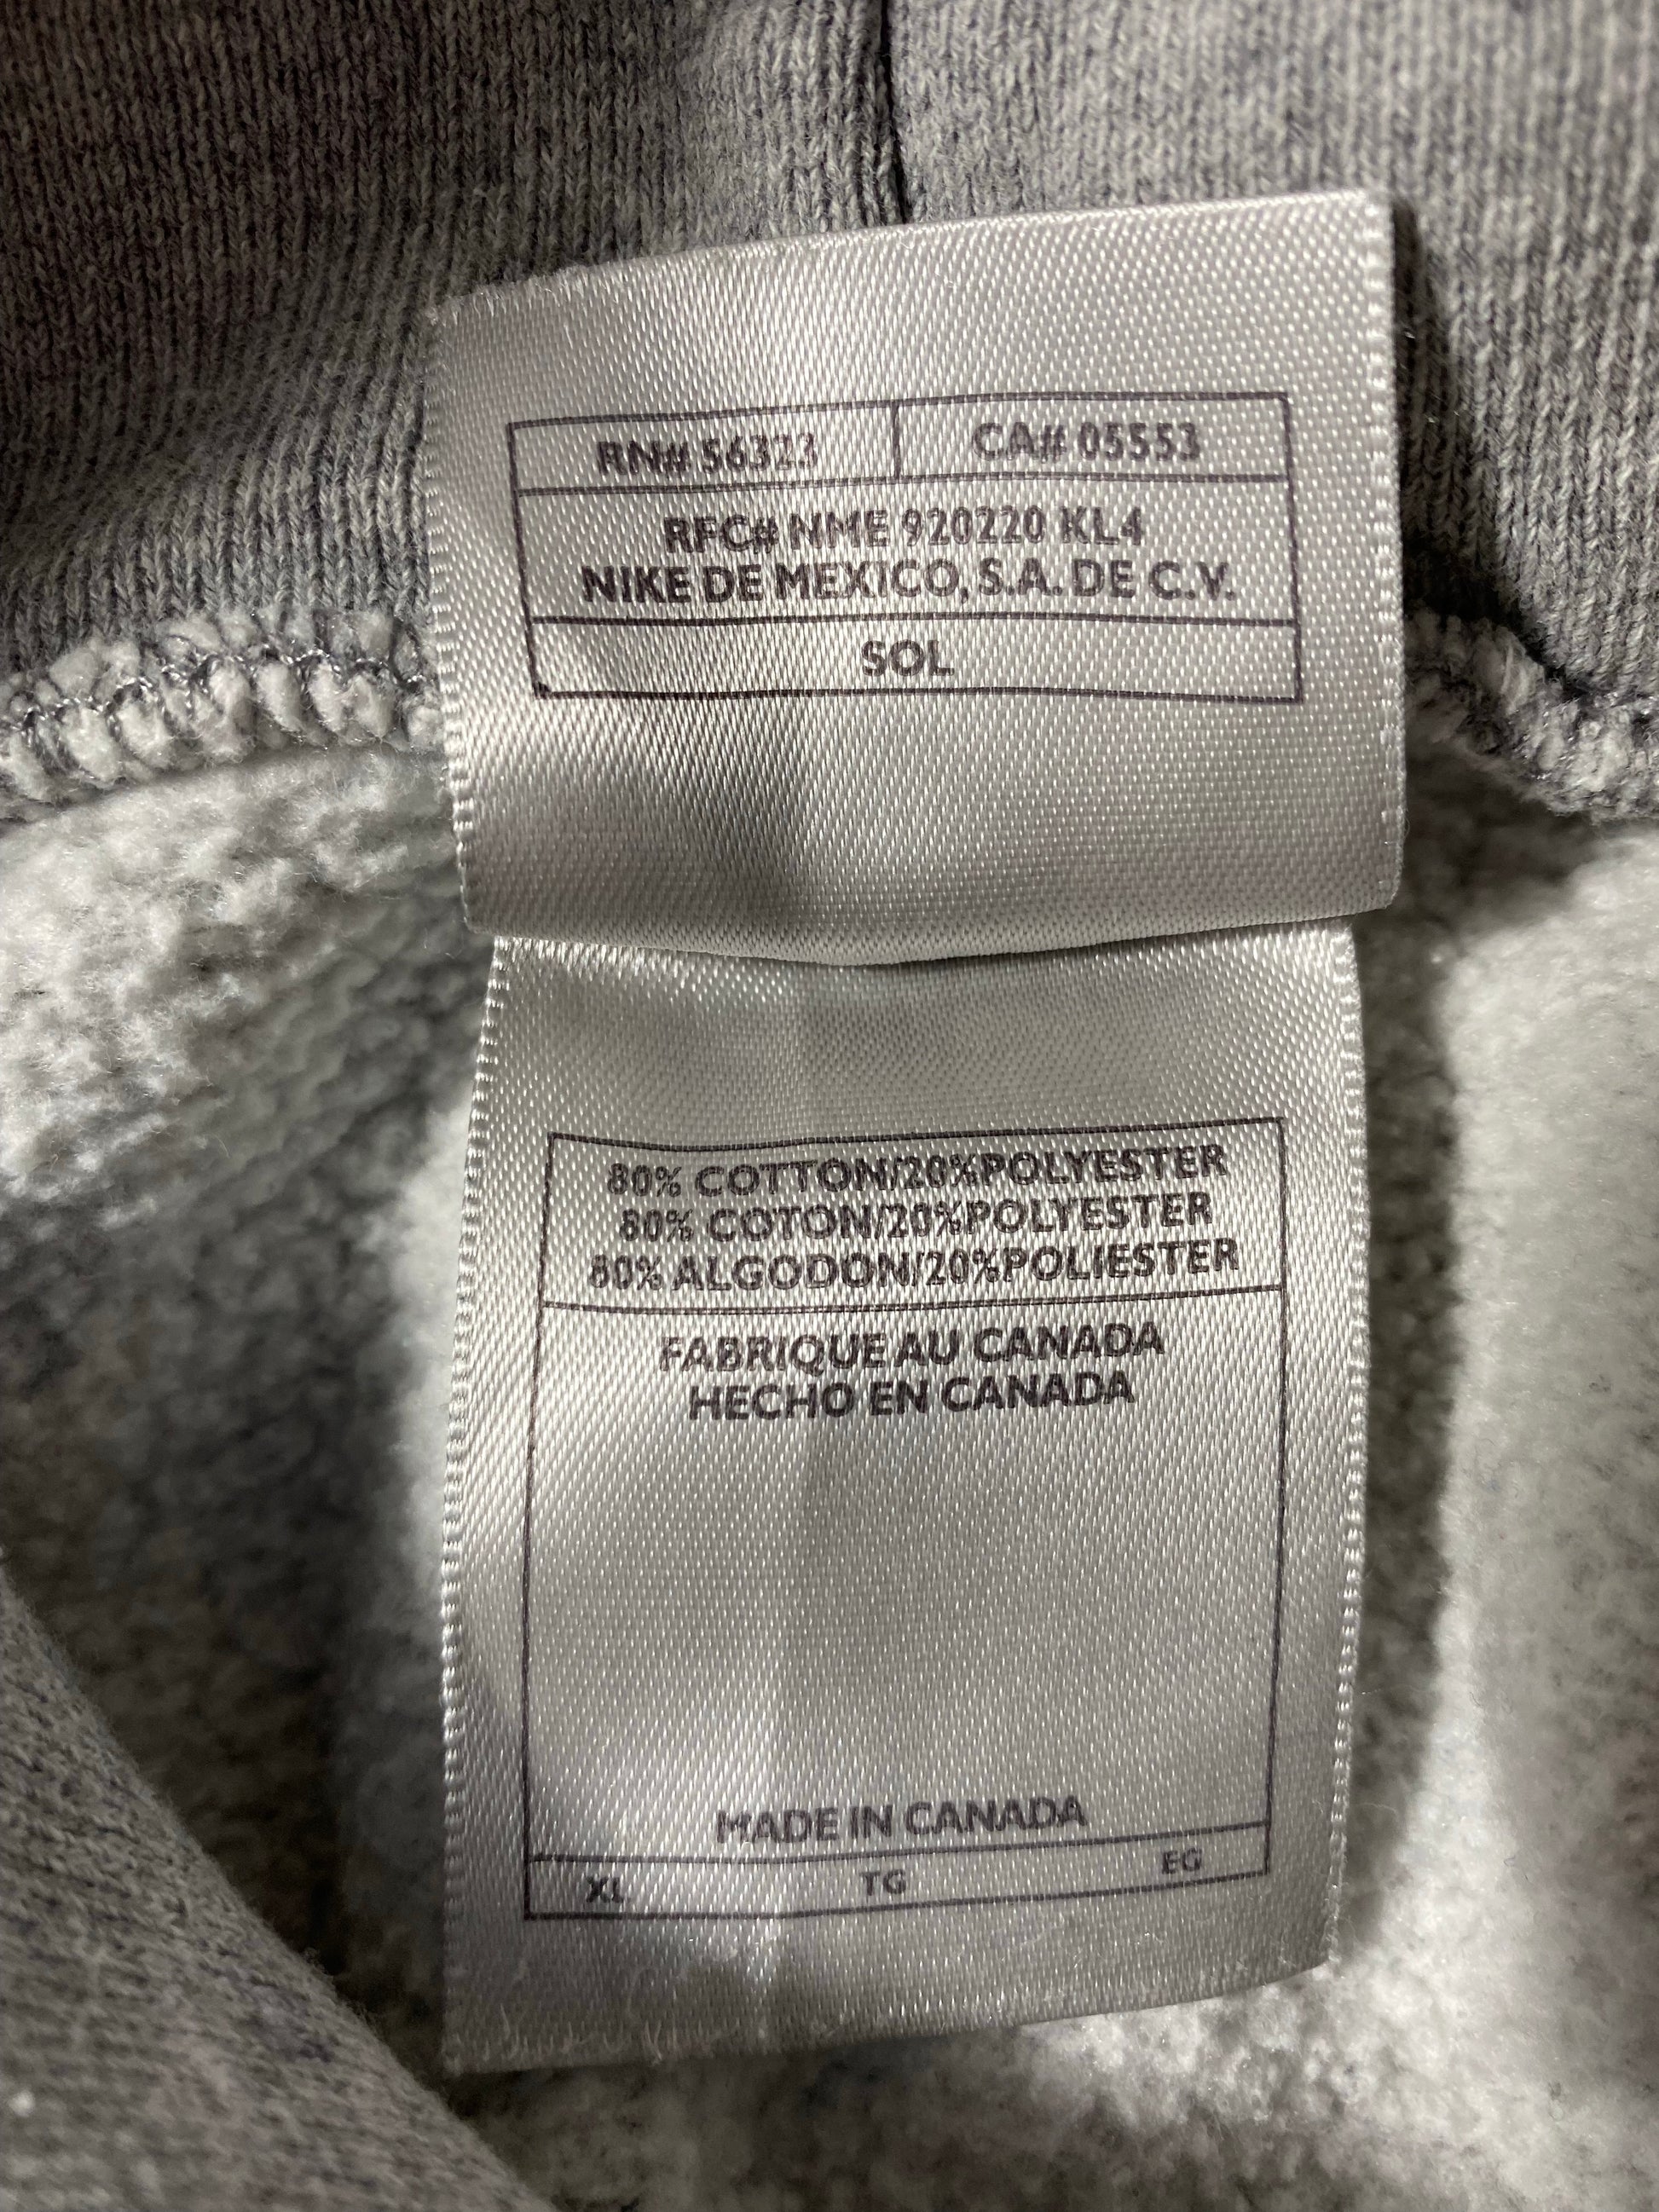 RN# 56323 CA# 05553
RFC# NME 920220 KL4
NIKE DE MEXICO, S.A. DE C.V.
SOL
80% COTTON/20%POLYESTER
80% COTON/20%POLYESTER
80% ALGODON/20%POLIESTER
FABRIQUE AU CANADA
HECHO EN CANADA
MADE IN CANADA
XL TG EG